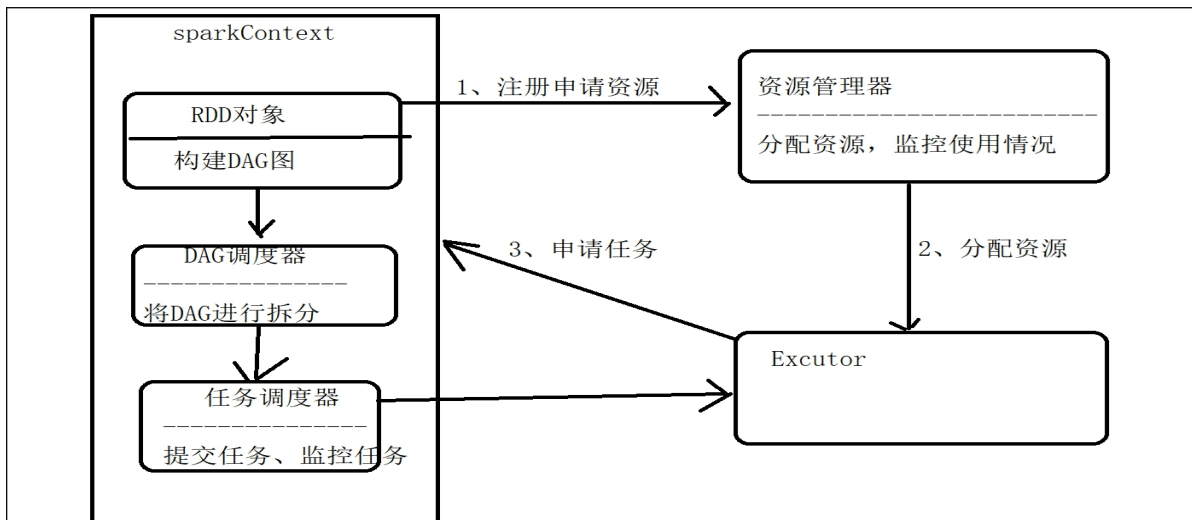 sparkContext
RDD对象
构建DAG图
DAG调度器
将DAG进行拆分
任务调度器
提交任务、监控任务
1、注册申请资源
资源管理器
分配资源，监控使用情况
2、分配资源
3、申请任务
Excutor